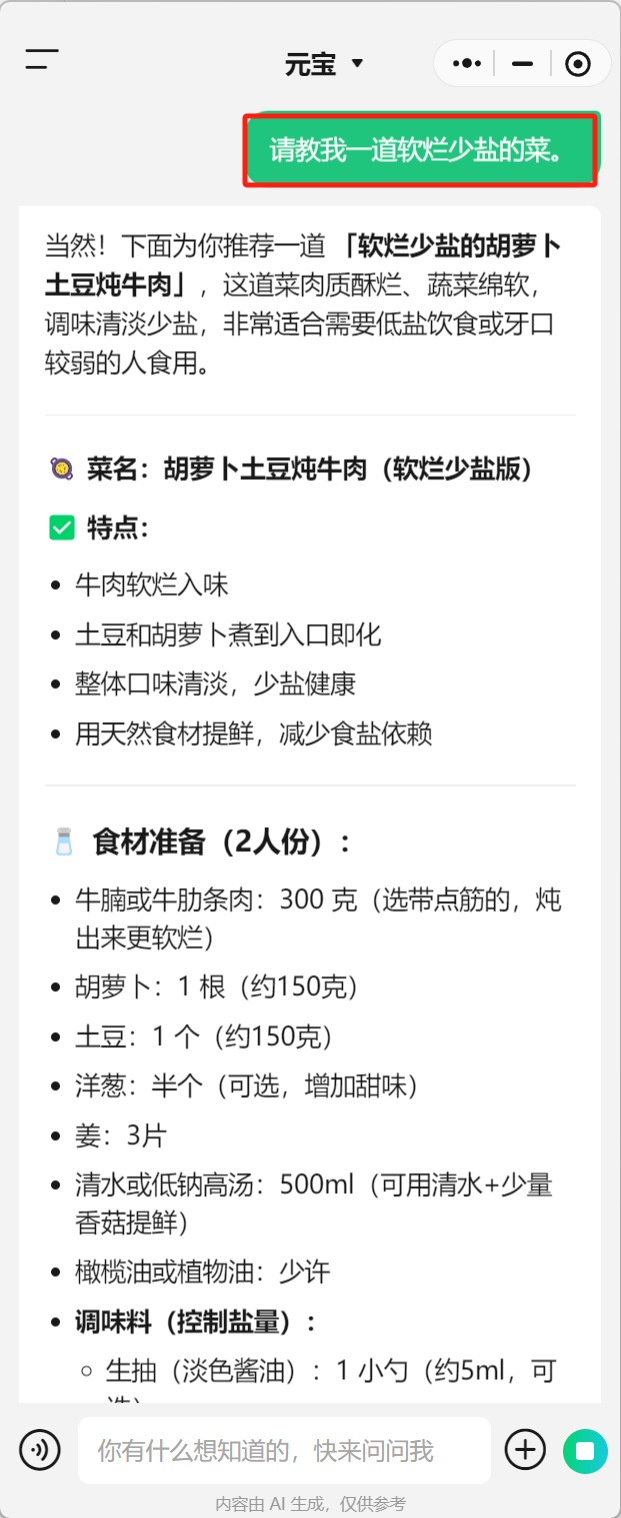 元宝
请教我一道软烂少盐的菜。
当然！下面为你推荐一道「软烂少盐的胡萝卜
土豆炖牛肉」，这道菜肉质酥烂、蔬菜绵软，
调味清淡少盐，非常适合需要低盐饮食或牙口
较弱的人食用。
菜名：胡萝卜土豆炖牛肉（软烂少盐版）
特点：
• 牛肉软烂入味
• 土豆和胡萝卜煮到入口即化
• 整体口味清淡，少盐健康
• 用天然食材提鲜，减少食盐依赖
食材准备（2人份）：
• 牛腩或牛肋条肉：300 克（选带点筋的，炖
出来更软烂）
• 胡萝卜：1 根（约150克）
• 土豆：1 个（约150克）
• 洋葱：半个（可选，增加甜味）
• 姜：3片
• 清水或低钠高汤：500ml（可用清水+少量
香菇提鲜）
• 橄榄油或植物油：少许
• 调味料（控制盐量）：
○ 生抽（淡色酱油）：1 小勺（约5ml，可
你有什么想知道的，快来问问我
内容由 AI 生成，仅供参考